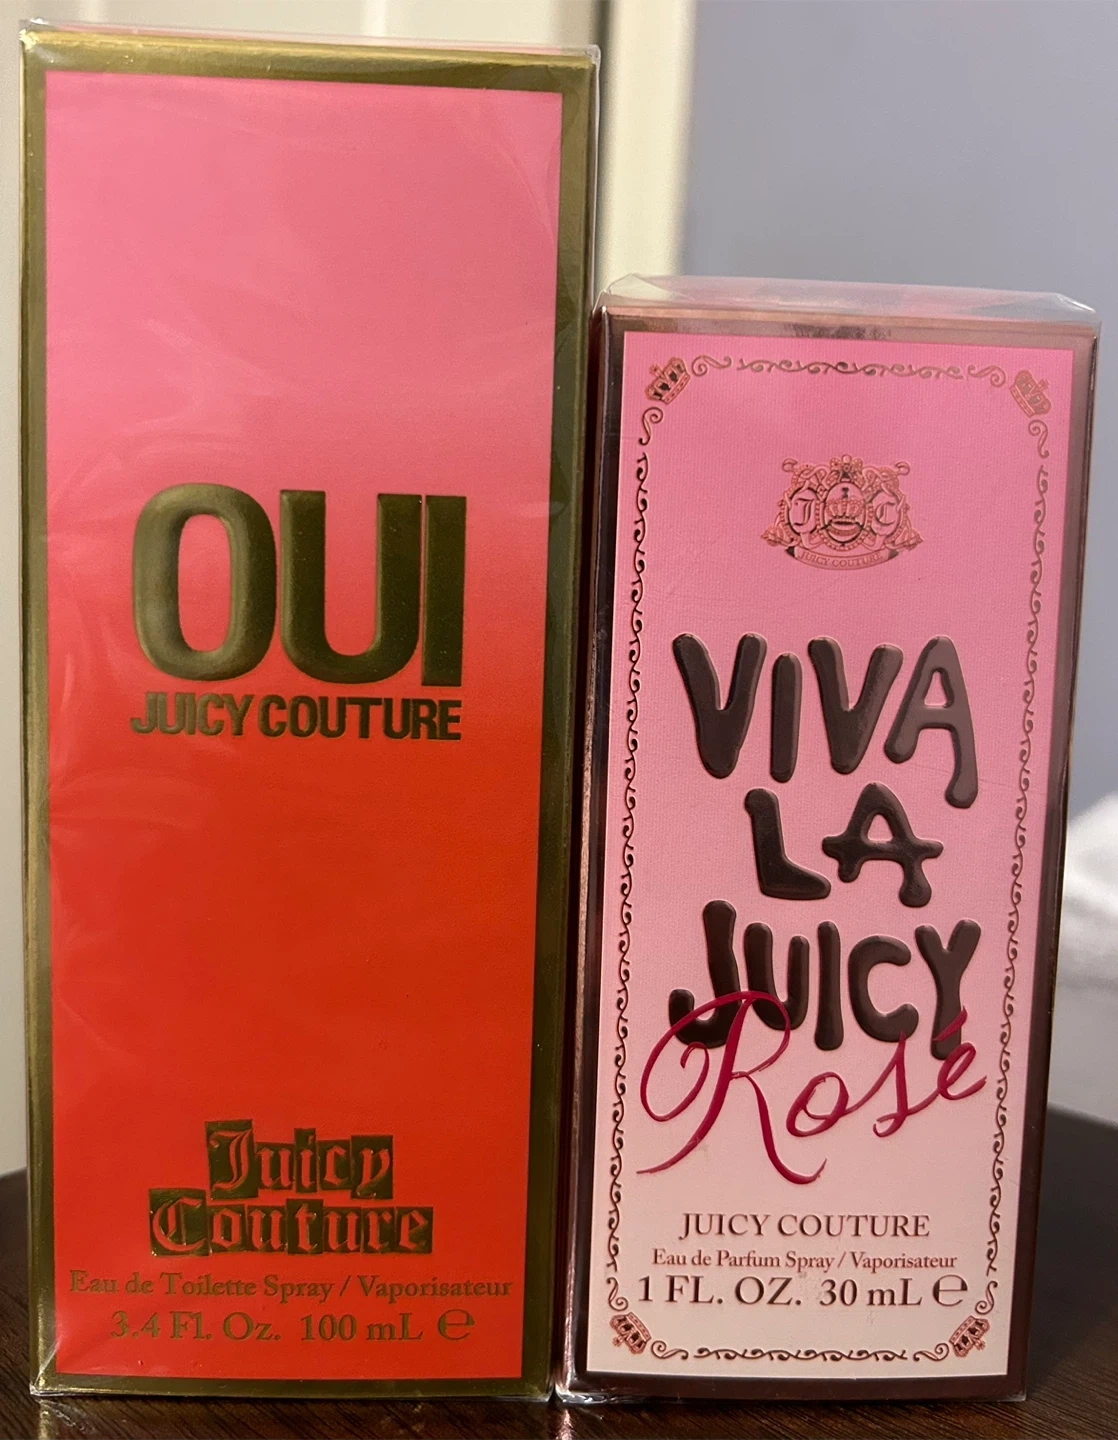 OUI
JUICY COUTURE
Juicy
Couture
Eau de Toilette Spray / Vaporisateur
3.4 Fl. Oz. 100 mL ℮
J C
JUICY COUTURE
VIVA
LA
JUICY
Rosé
JUICY COUTURE
Eau de Parfum Spray / Vaporisateur
1 FL. OZ. 30 mL ℮